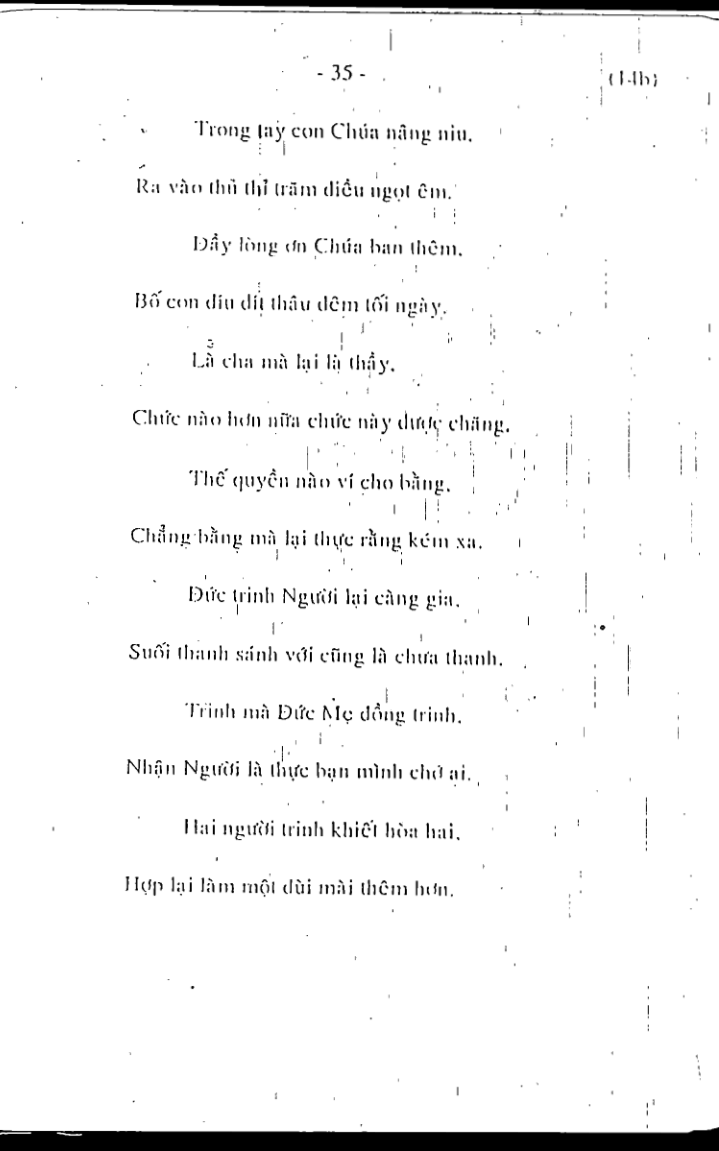 - 35 -
(14b)
Trong tay con Chúa nâng niu.
Ra vào thủ thỉ trăm điều ngọt êm.
Đầy lòng ơn Chúa ban thêm.
Bố con díu dít thâu đêm tối ngày.
Là cha mà lại là thầy.
Chức nào hơn nữa chức này được chăng.
Thế quyền nào ví cho bằng.
Chẳng bằng mà lại thực rằng kém xa.
Đức trinh Người lại càng gia.
Suối thanh sánh với cũng là chưa thanh.
Trinh mà Đức Mẹ đồng trinh.
Nhận Người là thực bạn mình chớ ai.
Hai người trinh khiết hòa hai.
Hợp lại làm một dùi mài thêm hơn.